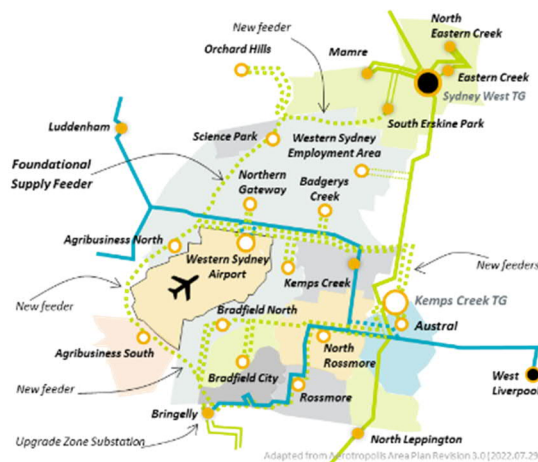 New feeder
North
Eastern Creek
Orchard Hills
Mamre
Eastern Creek
Sydney West TG
Luddenham
Science Park
South Erskine Park
Western Sydney
Employment Area
Foundational
Supply Feeder
Northern
Gateway
Badgerys
Creek
Agribusiness North
Western Sydney
Airport
Kemps Creek
New feeders
Kemps Creek TG
New feeder
Bradfield North
Austral
Agribusiness South
North
Rossmore
New feeder
Bradfield City
West
Liverpool
Rossmore
Bringelly
Upgrade Zone Substation
North Leppington
Adapted from Aerotropolis Area Plan Revision 3.0 [2022.07.29]